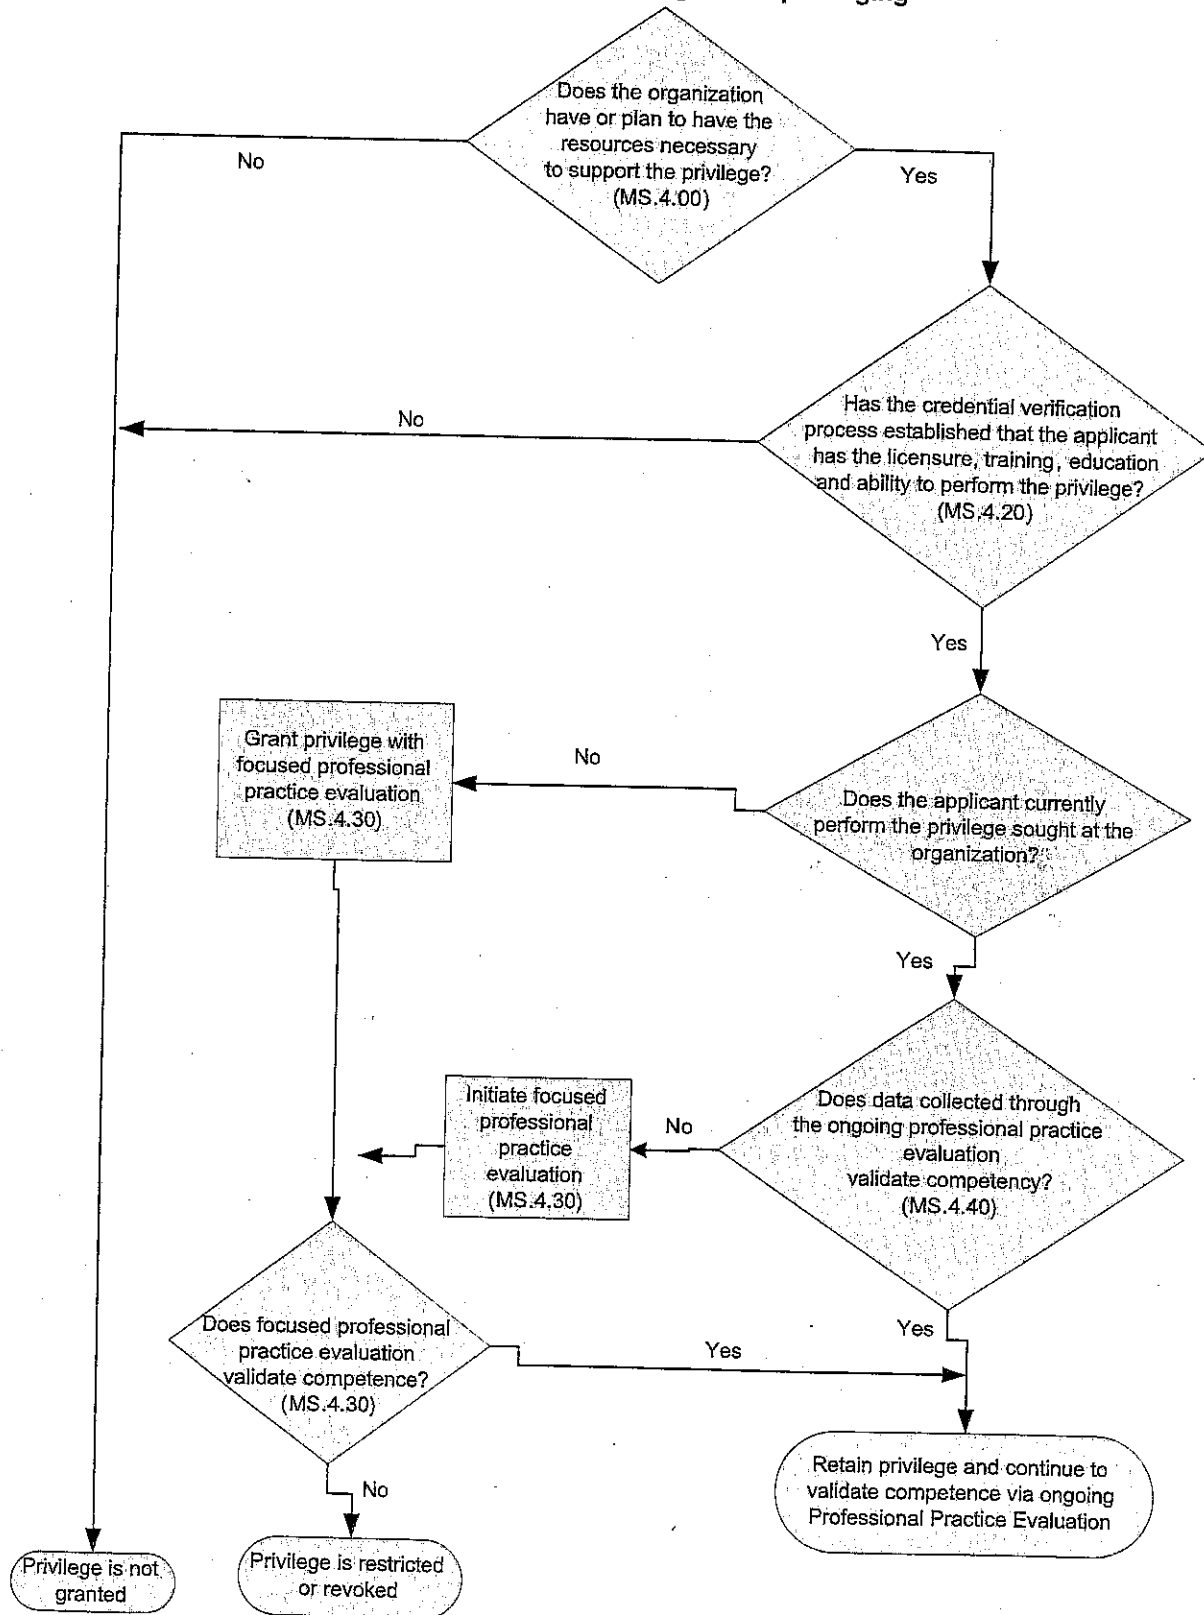 Does the organization
have or plan to have the
resources necessary
to support the privilege?
(MS.4.00)
No
Yes
Has the credential verification
process established that the applicant
has the licensure, training, education
and ability to perform the privilege?
(MS.4.20)
No
Yes
Grant privilege with
focused professional
practice evaluation
(MS.4.30)
No
Does the applicant currently
perform the privilege sought at the
organization?
Yes
Initiate focused
professional
practice
evaluation
(MS.4.30)
No
Does data collected through
the ongoing professional practice
evaluation
validate competency?
(MS.4.40)
Yes
Does focused professional
practice evaluation
validate competence?
(MS.4.30)
Yes
No
Retain privilege and continue to
validate competence via ongoing
Professional Practice Evaluation
Privilege is not
granted
Privilege is restricted
or revoked